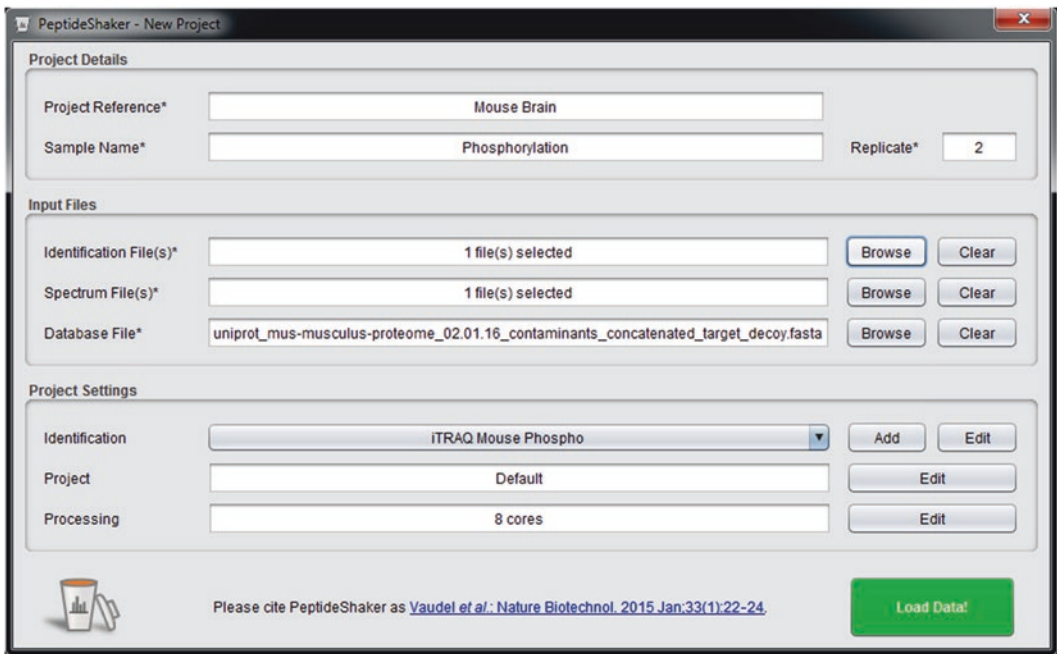 PeptideShaker - New Project
Project Details
Project Reference* Mouse Brain
Sample Name* Phosphorylation Replicate* 2
Input Files
Identification File(s)* 1 file(s) selected Browse Clear
Spectrum File(s)* 1 file(s) selected Browse Clear
Database File* uniprot_mus-musculus-proteome_02.01.16_contaminants_concatenated_target_decoy.fasta Browse Clear
Project Settings
Identification iTRAQ Mouse Phospho Add Edit
Project Default Edit
Processing 8 cores Edit
Please cite PeptideShaker as Vaudel et al.: Nature Biotechnol. 2015 Jan;33(1):22-24. Load Data!